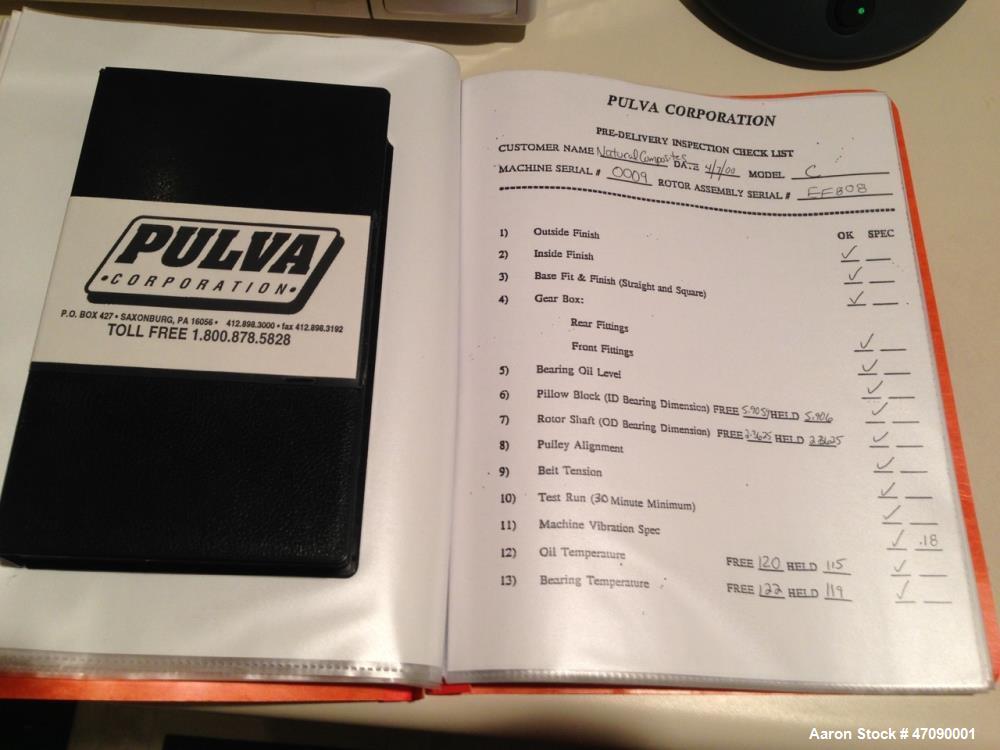 PULVA
•CORPORATION•
P.O. BOX 427 • SAXONBURG, PA 16056 • 412.898.3000 • fax 412.898.3192
TOLL FREE 1.800.878.5828
PULVA CORPORATION
PRE-DELIVERY INSPECTION CHECK LIST
CUSTOMER NAME Natural Composites DATE 4/7/00 MODEL C
MACHINE SERIAL # 0009 ROTOR ASSEMBLY SERIAL # EE808
OK SPEC
1) Outside Finish ✓
2) Inside Finish ✓
3) Base Fit & Finish (Straight and Square) ✓
4) Gear Box:
Rear Fittings ✓
Front Fittings ✓
5) Bearing Oil Level ✓
6) Pillow Block (ID Bearing Dimension) FREE 5.9057 HELD 5.906 ✓
7) Rotor Shaft (OD Bearing Dimension) FREE 2.3625 HELD 2.3625 ✓
8) Pulley Alignment ✓
9) Belt Tension ✓
10) Test Run (30 Minute Minimum) ✓
11) Machine Vibration Spec ✓ .18
12) Oil Temperature FREE 120 HELD 115 ✓
13) Bearing Temperature FREE 122 HELD 119 ✓
Aaron Stock # 47090001